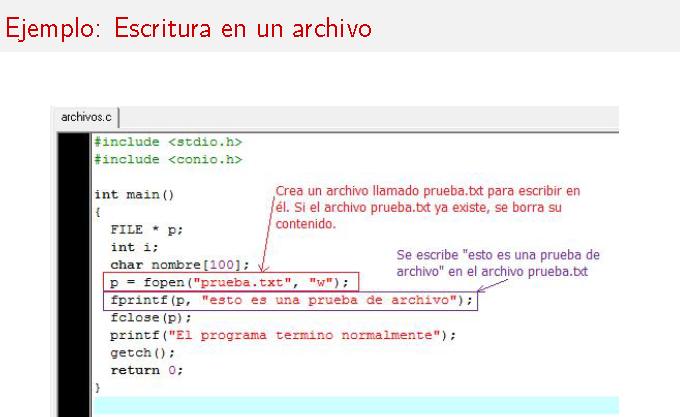 Ejemplo: Escritura en un archivo
archivos.c
#include <stdio.h>
#include <conio.h>
int main()
{
FILE * p;
int i;
char nombre[100];
p = fopen("prueba.txt", "w");
fprintf(p, "esto es una prueba de archivo");
fclose(p);
printf("El programa termino normalmente");
getch();
return 0;
}
Crea un archivo llamado prueba.txt para escribir en
él. Si el archivo prueba.txt ya existe, se borra su
contenido.
Se escribe "esto es una prueba de
archivo" en el archivo prueba.txt